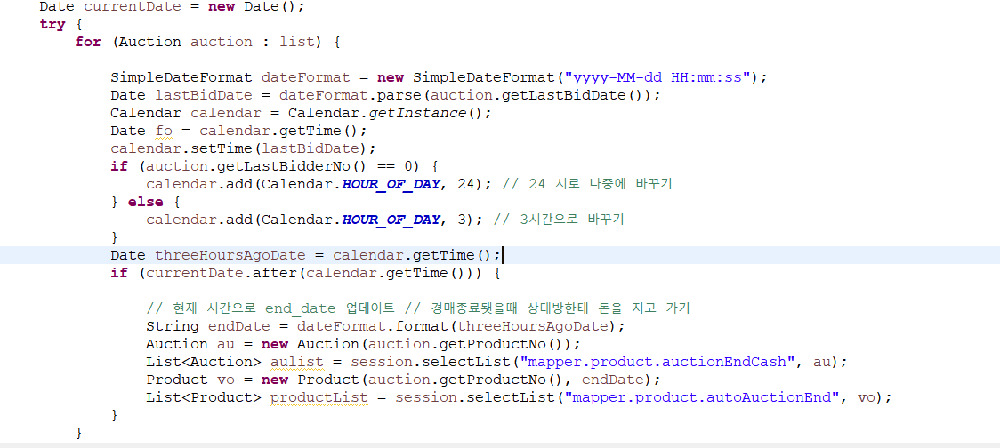 Date currentDate = new Date();
try {
for (Auction auction : list) {
SimpleDateFormat dateFormat = new SimpleDateFormat("yyyy-MM-dd HH:mm:ss");
Date lastBidDate = dateFormat.parse(auction.getLastBidDate());
Calendar calendar = Calendar.getInstance();
Date fo = calendar.getTime();
calendar.setTime(lastBidDate);
if (auction.getLastBidderNo() == 0) {
calendar.add(Calendar.HOUR_OF_DAY, 24); // 24 시로 나중에 바꾸기
} else {
calendar.add(Calendar.HOUR_OF_DAY, 3); // 3시간으로 바꾸기
}
Date threeHoursAgoDate = calendar.getTime();
if (currentDate.after(calendar.getTime())) {
// 현재 시간으로 end_date 업데이트 // 경매종료됏을때 상대방한테 돈을 지고 가기
String endDate = dateFormat.format(threeHoursAgoDate);
Auction au = new Auction(auction.getProductNo());
List<Auction> aulist = session.selectList("mapper.product.auctionEndCash", au);
Product vo = new Product(auction.getProductNo(), endDate);
List<Product> productList = session.selectList("mapper.product.autoAuctionEnd", vo);
}
}